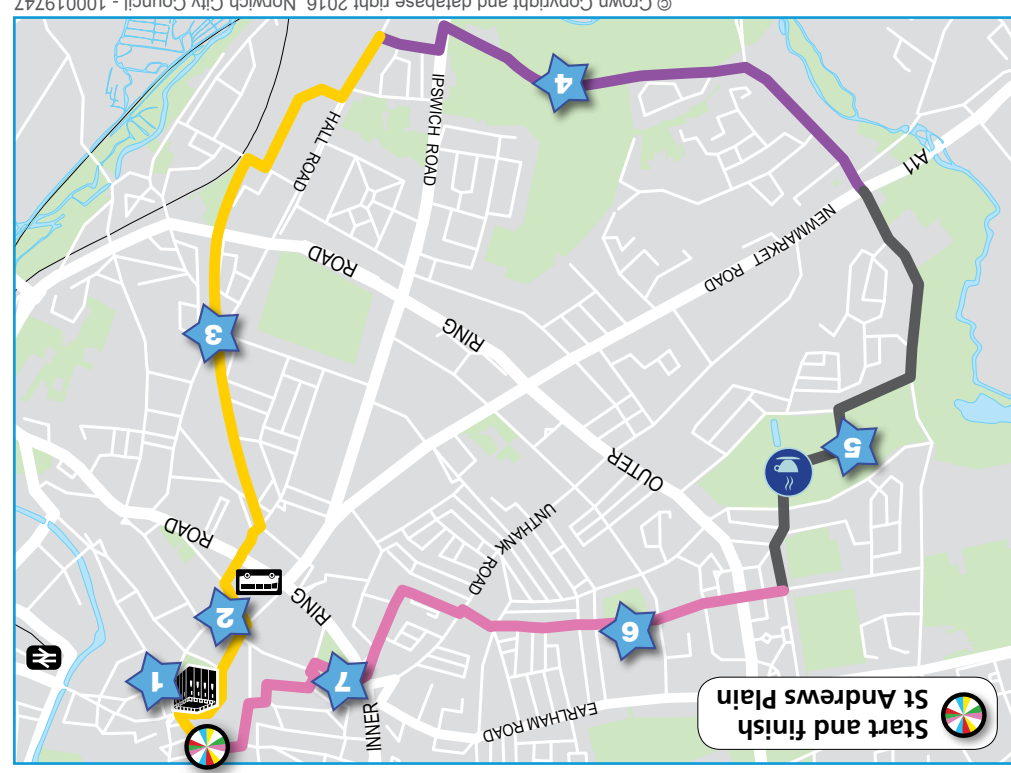 Start and finish
St Andrews Plain
EARLHAM ROAD
INNER
RING
ROAD
7
1
6
2
UNTHANK ROAD
OUTER
RING
ROAD
5
3
NEWMARKET ROAD
A11
HALL ROAD
IPSWICH ROAD
4
© Crown Copyright and database right 2016. Norwich City Council - 100019747